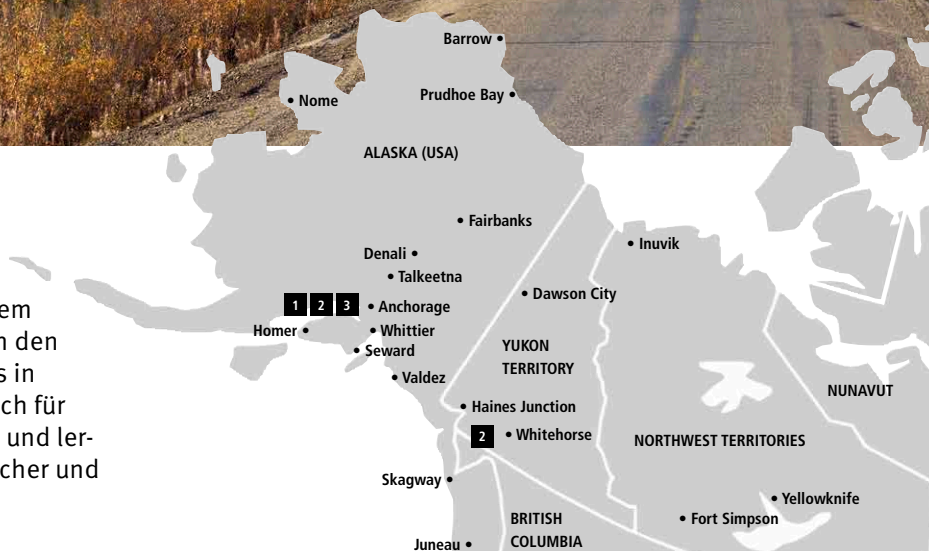 Barrow
Prudhoe Bay
Nome
ALASKA (USA)
Fairbanks
Inuvik
Denali
Talkeetna
Dawson City
1 2 3
Anchorage
Homer
Whittier
Seward
Valdez
YUKON
TERRITORY
NUNAVUT
Haines Junction
2
Whitehorse
NORTHWEST TERRITORIES
Skagway
Yellowknife
Fort Simpson
BRITISH
COLUMBIA
Juneau
em
n den
s in
ch für
und ler-
cher und